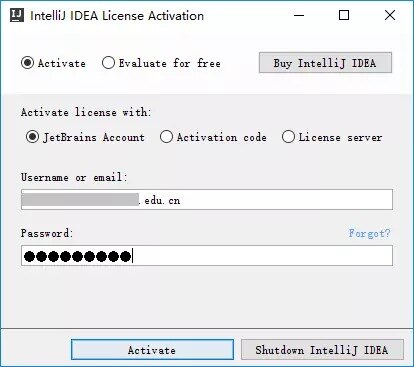 IJ IntelliJ IDEA License Activation
Activate Evaluate for free Buy IntelliJ IDEA
Activate license with:
JetBrains Account Activation code License server
Username or email:
.edu.cn
Password: Forgot?
●●●●●●●●●
Activate Shutdown IntelliJ IDEA